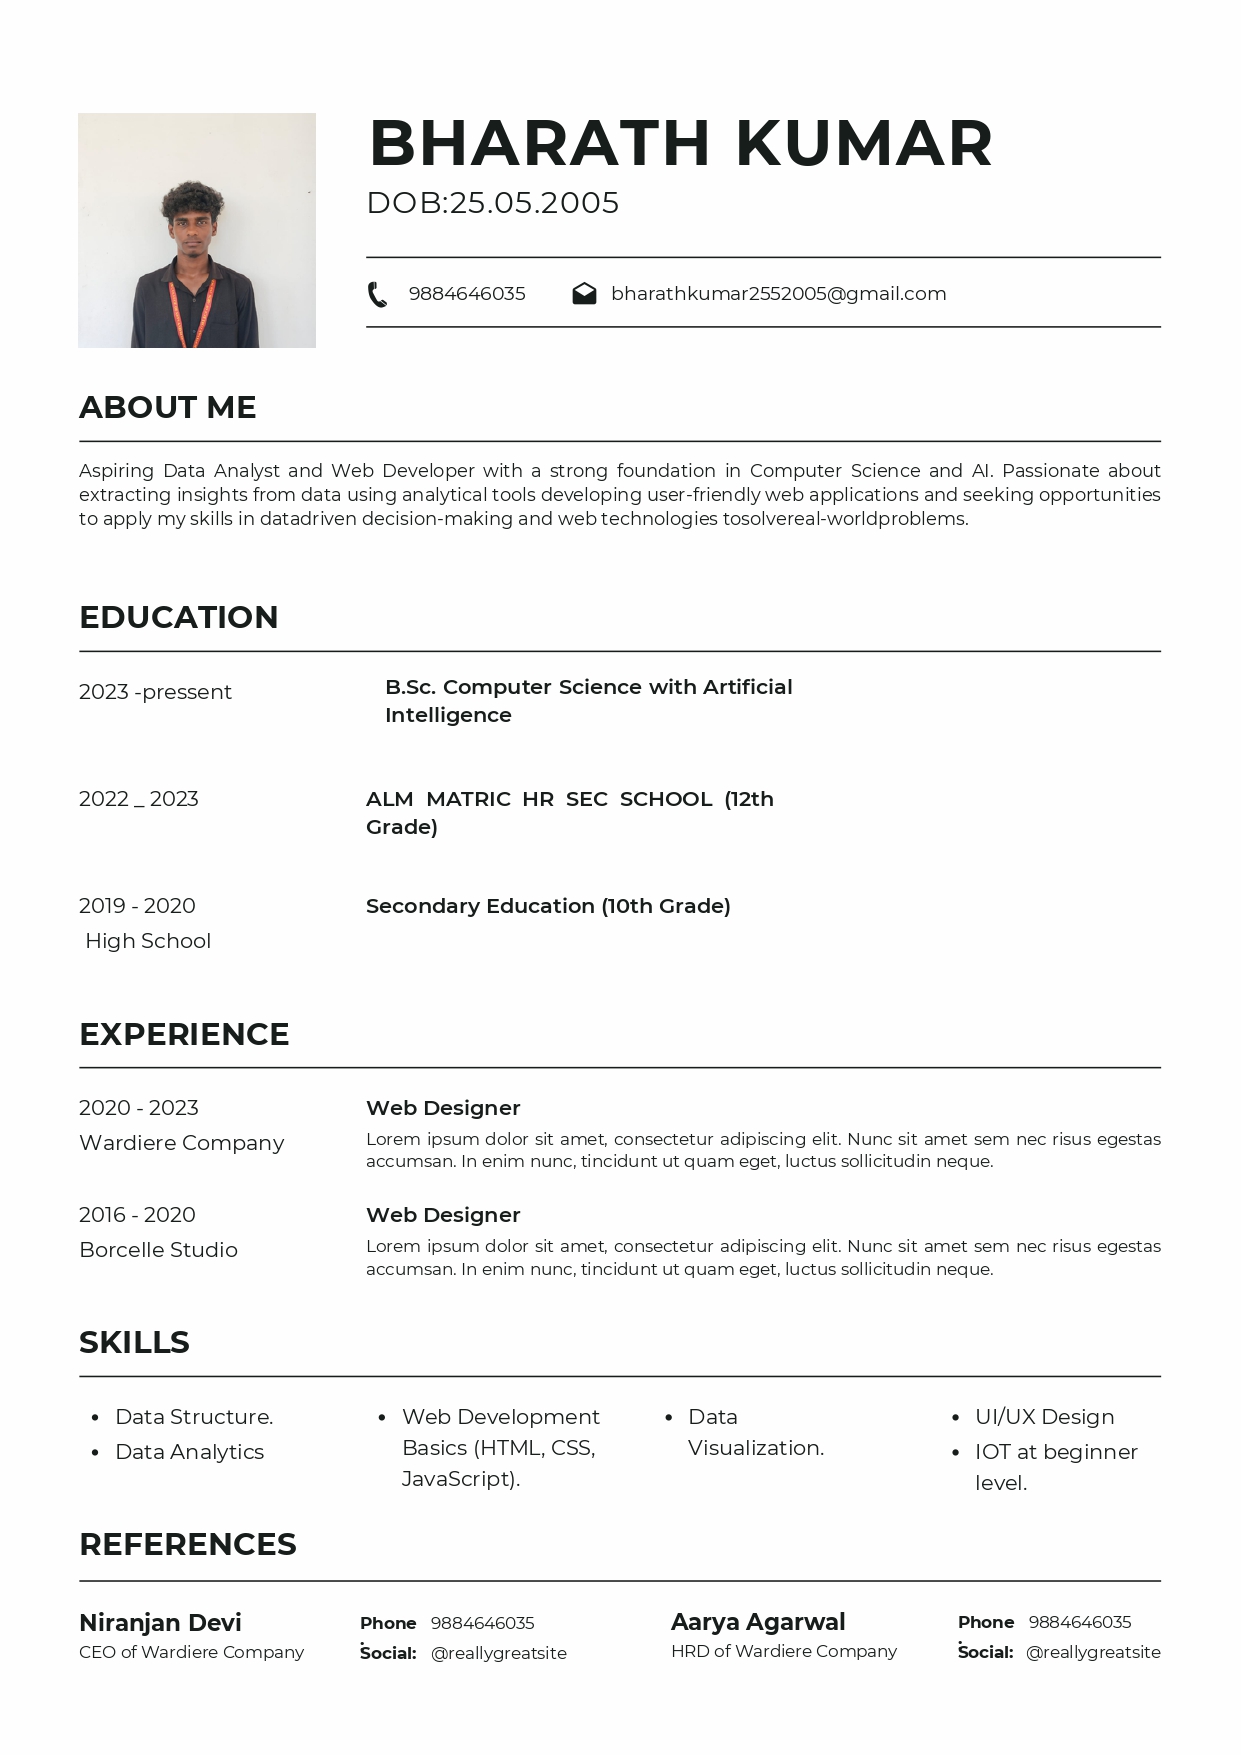 BHARATH KUMAR
DOB:25.05.2005
9884646035 bharathkumar2552005@gmail.com
ABOUT ME
Aspiring Data Analyst and Web Developer with a strong foundation in Computer Science and AI. Passionate about
extracting insights from data using analytical tools developing user-friendly web applications and seeking opportunities
to apply my skills in datadriven decision-making and web technologies tosolvereal-worldproblems.
EDUCATION
2023 -pressent
B.Sc. Computer Science with Artificial
Intelligence
2022 _ 2023
ALM MATRIC HR SEC SCHOOL (12th
Grade)
2019 - 2020
High School
Secondary Education (10th Grade)
EXPERIENCE
2020 - 2023
Wardiere Company
Web Designer
Lorem ipsum dolor sit amet, consectetur adipiscing elit. Nunc sit amet sem nec risus egestas
accumsan. In enim nunc, tincidunt ut quam eget, luctus sollicitudin neque.
2016 - 2020
Borcelle Studio
Web Designer
Lorem ipsum dolor sit amet, consectetur adipiscing elit. Nunc sit amet sem nec risus egestas
accumsan. In enim nunc, tincidunt ut quam eget, luctus sollicitudin neque.
SKILLS
• Data Structure.
• Data Analytics
• Web Development
Basics (HTML, CSS,
JavaScript).
• Data
Visualization.
• UI/UX Design
• IOT at beginner
level.
REFERENCES
Niranjan Devi
CEO of Wardiere Company
Phone
: 9884646035
Social: @reallygreatsite
Aarya Agarwal
HRD of Wardiere Company
Phone
: 9884646035
Social: @reallygreatsite